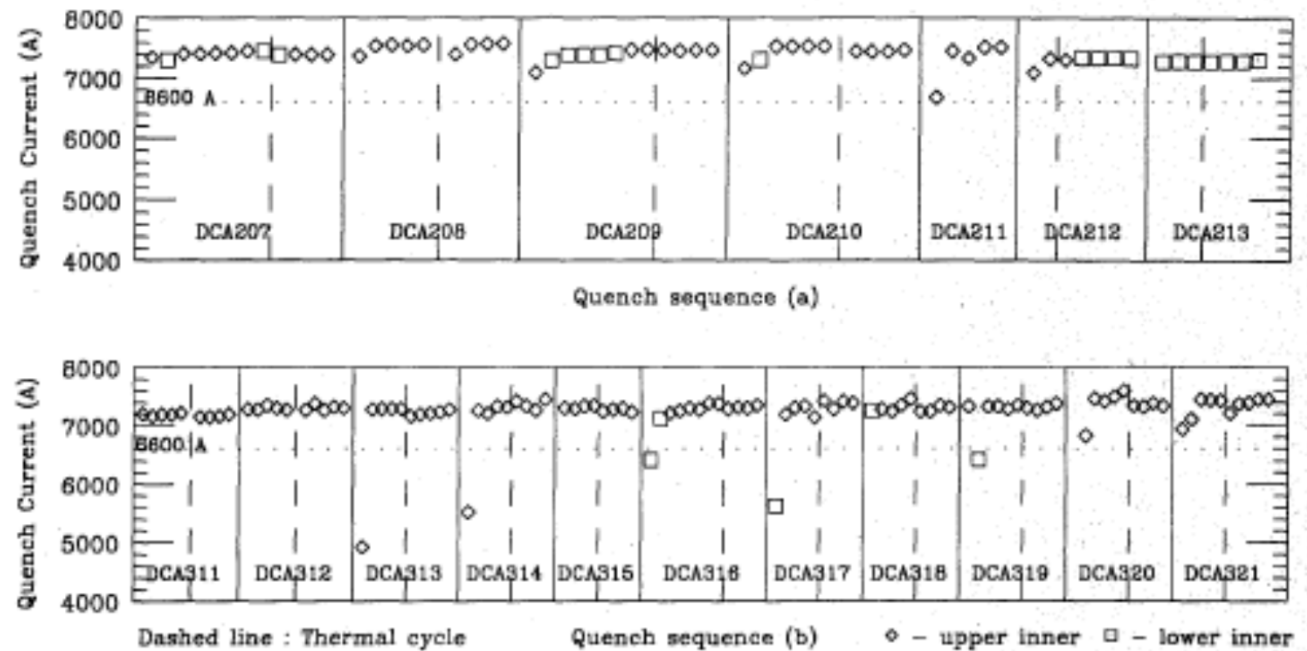 Quench Current (A)
8000
7000
6600 A
6000
5000
4000
DCA207 DCA208 DCA209 DCA210 DCA211 DCA212 DCA213
Quench sequence (a)
Quench Current (A)
8000
7000
6600 A
6000
5000
4000
DCA311 DCA312 DCA313 DCA314 DCA315 DCA316 DCA317 DCA318 DCA319 DCA320 DCA321
Dashed line : Thermal cycle Quench sequence (b) ◇ – upper inner □ – lower inner